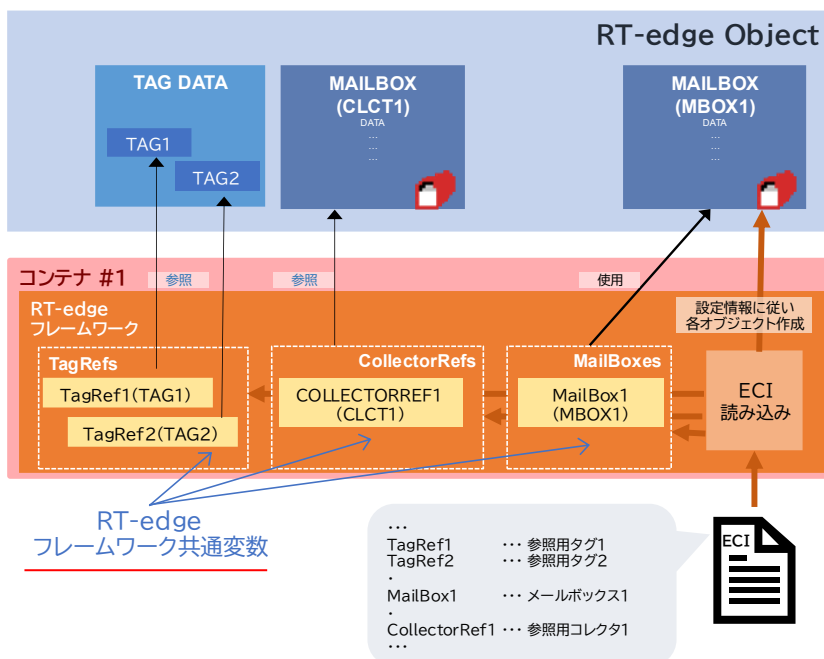 RT-edge Object
TAG DATA
TAG1
TAG2
MAILBOX
(CLCT1)
DATA
…
…
…
MAILBOX
(MBOX1)
DATA
…
…
…
コンテナ #1
参照
参照
使用
RT-edge
フレームワーク
設定情報に従い
各オブジェクト作成
TagRefs
TagRef1(TAG1)
TagRef2(TAG2)
CollectorRefs
COLLECTORREF1
(CLCT1)
MailBoxes
MailBox1
(MBOX1)
ECI
読み込み
RT-edge
フレームワーク共通変数
…
TagRef1 … 参照用タグ1
TagRef2 … 参照用タグ2
・
MailBox1 … メールボックス1
・
CollectorRef1 … 参照用コレクタ1
…
ECI